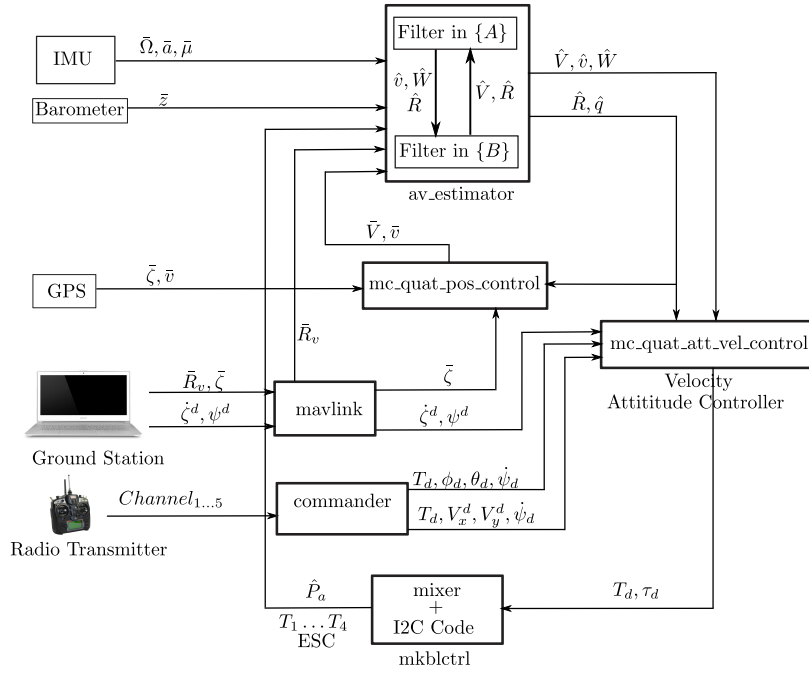 IMU
Ω̄, ā, μ̄
Barometer
z̄
Filter in {A}
v̂, Ŵ
R̂
V̂, R̂
Filter in {B}
av_estimator
V̂, v̂, Ŵ
R̂, q̂
V̄, v̄
GPS
ζ̄, v̄
mc_quat_pos_control
R̄_v
mc_quat_att_vel_control
Velocity
Attititude Controller
R̄_v, ζ̄
ζ̇^d, ψ^d
mavlink
ζ̄
ζ̇^d, ψ^d
Ground Station
Channel_{1...5}
Radio Transmitter
commander
T_d, ϕ_d, θ_d, ψ̇_d
T_d, V_x^d, V_y^d, ψ̇_d
P̂_a
T_1 … T_4
ESC
mixer
+
I2C Code
mkblctrl
T_d, τ_d